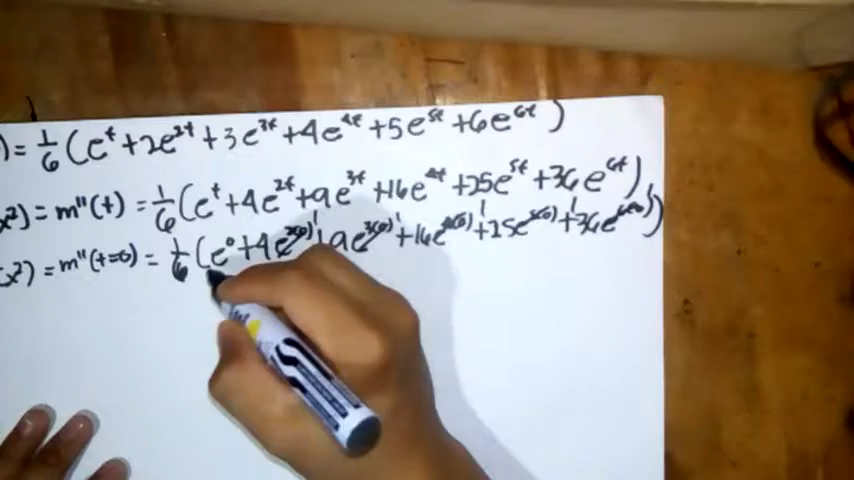 ) = 1/6 (e^t + 2e^{2t} + 3e^{3t} + 4e^{4t} + 5e^{5t} + 6e^{6t})
x²) = m''(t) = 1/6 (e^t + 4e^{2t} + 9e^{3t} + 16e^{4t} + 25e^{5t} + 36e^{6t})
(x²) = m''(t=0) = 1/6 (e^0 + 4e^{2(0)} + 9e^{3(0)} + 16e^{4(0)} + 25e^{5(0)} + 36e^{6(0)})